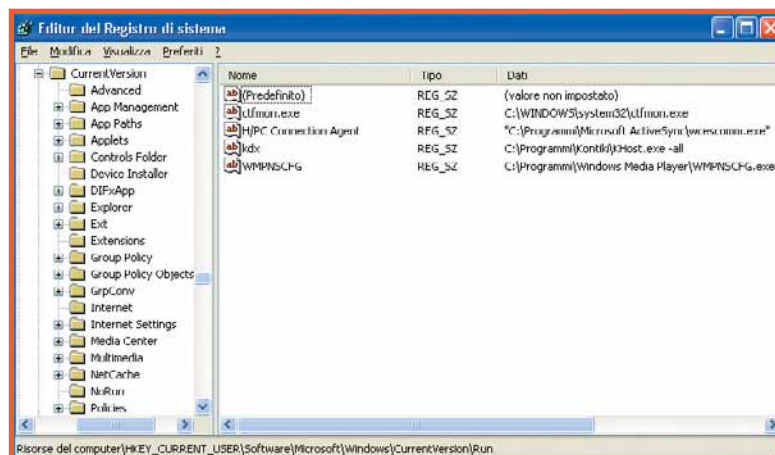 Editor del Registro di sistema
File Modifica Visualizza Preferiti ?
CurrentVersion
Advanced
App Management
App Paths
Applets
Controls Folder
Device Installer
DIFxApp
Explorer
Ext
Extensions
Group Policy
Group Policy Objects
GrpConv
Internet
Internet Settings
Media Center
Multimedia
NetCache
NoRun
Policies
Nome Tipo Dati
(Predefinito) REG_SZ (valore non impostato)
ctfmon.exe REG_SZ C:\WINDOWS\system32\ctfmon.exe
H/PC Connection Agent REG_SZ "C:\Programmi\Microsoft ActiveSync\wcescomm.exe"
kdx REG_SZ C:\Programmi\Kontiki\KHost.exe -all
WMPNSCFG REG_SZ C:\Programmi\Windows Media Player\WMPNSCFG.exe
Risorse del computer\HKEY_CURRENT_USER\Software\Microsoft\Windows\CurrentVersion\Run